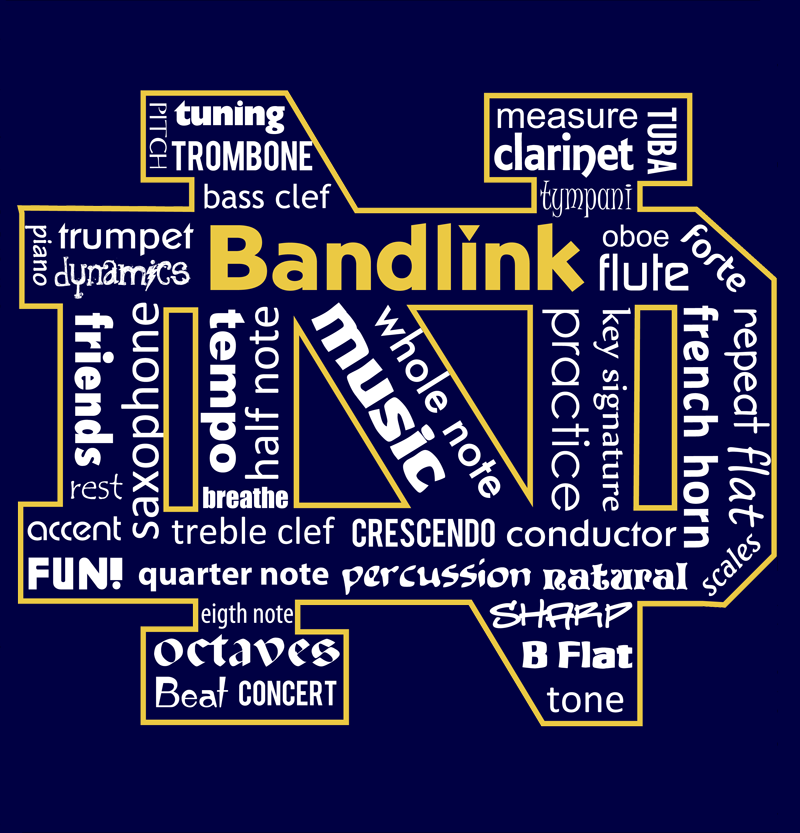 PITCH
tuning
TROMBONE
bass clef
measure
clarinet
TUBA
tympani
piano
trumpet
dynamics
Bandlink
oboe
flute
forte
friends
rest
saxophone
tempo
half note
breathe
music
whole note
practice
key signature
french horn
repeat
flat
scales
accent
treble clef
CRESCENDO
conductor
FUN!
quarter note
percussion
natural
eigth note
octaves
Beat
CONCERT
SHARP
B Flat
tone